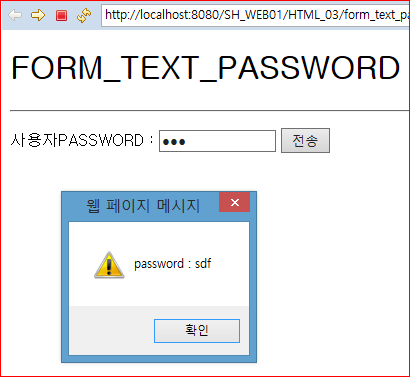 http://localhost:8080/SH_WEB01/HTML_03/form_text_pa
FORM_TEXT_PASSWORD
사용자PASSWORD : ●●● 전송
웹 페이지 메시지
password : sdf
확인